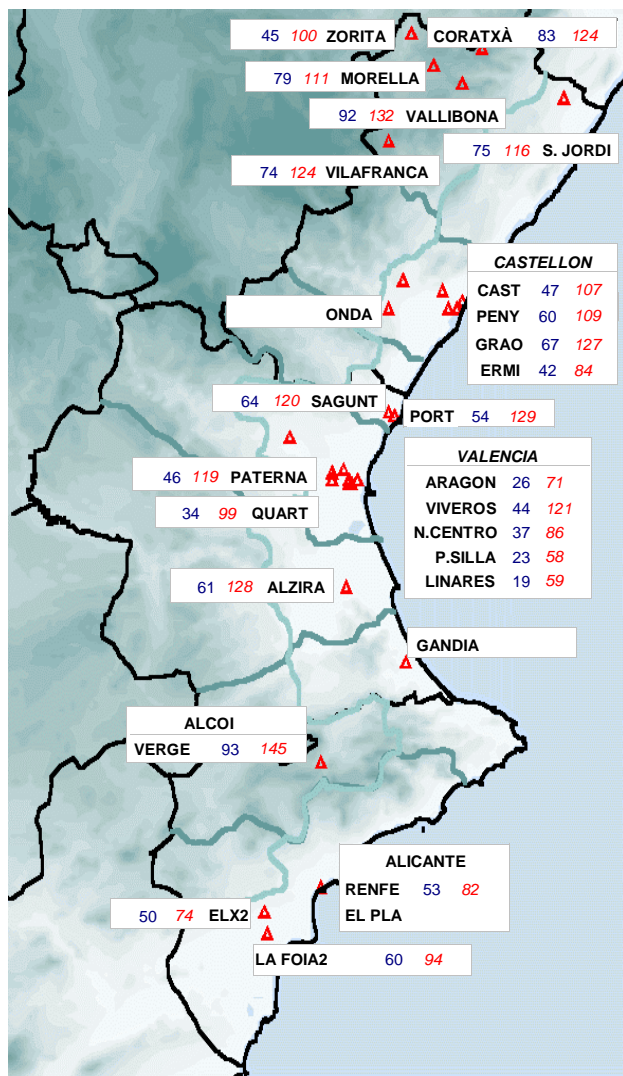 45 100 ZORITA
CORATXÀ 83 124
79 111 MORELLA
92 132 VALLIBONA
75 116 S. JORDI
74 124 VILAFRANCA
CASTELLON
CAST 47 107
PENY 60 109
GRAO 67 127
ERMI 42 84
ONDA
64 120 SAGUNT
PORT 54 129
VALENCIA
ARAGON 26 71
VIVEROS 44 121
N.CENTRO 37 86
P.SILLA 23 58
LINARES 19 59
46 119 PATERNA
34 99 QUART
61 128 ALZIRA
GANDIA
ALCOI
VERGE 93 145
ALICANTE
RENFE 53 82
EL PLA
50 74 ELX2
LA FOIA2 60 94